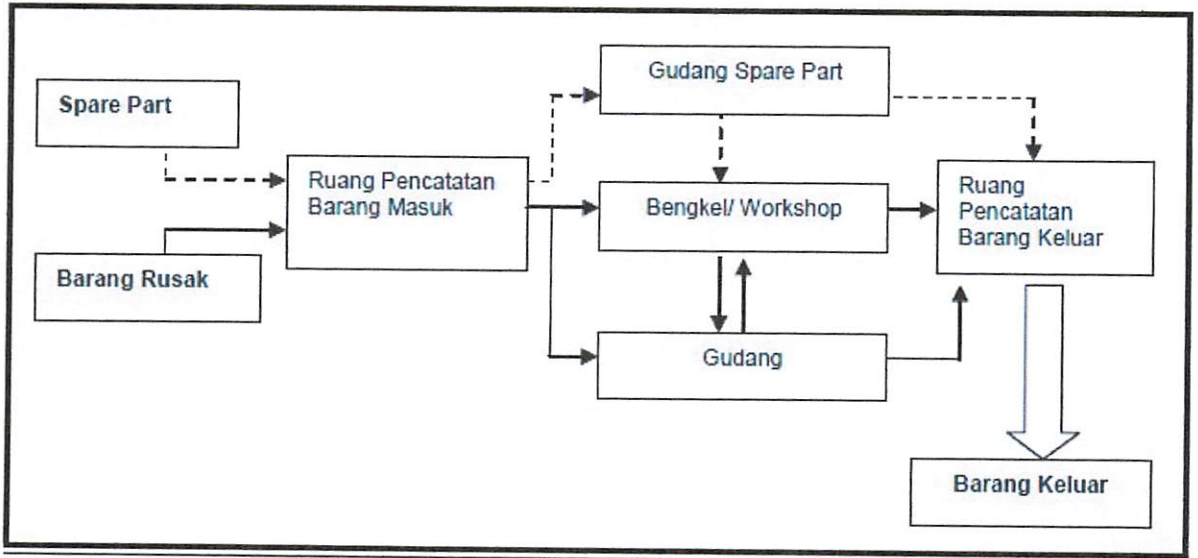 Gudang Spare Part
Spare Part
Ruang Pencatatan
Barang Masuk
Bengkel/ Workshop
Ruang
Pencatatan
Barang Keluar
Barang Rusak
Gudang
Barang Keluar